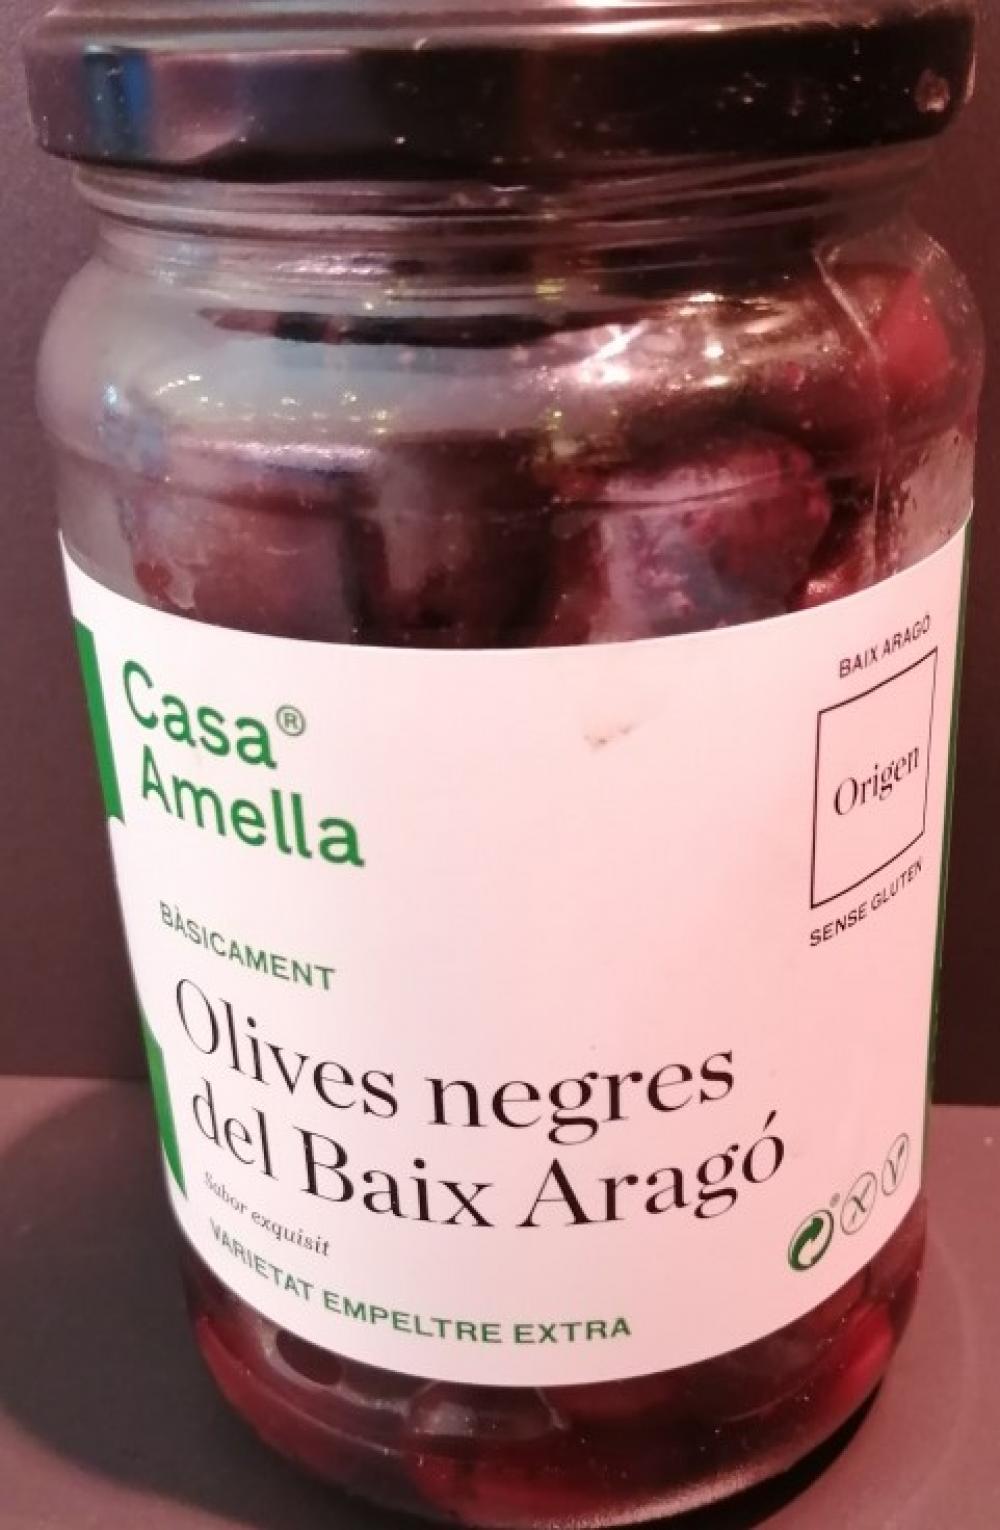 Casa®
Amella
BAIX ARAGÓ
Origen
SENSE GLUTEN
BÀSICAMENT
Olives negres
del Baix Aragó
Sabor exquisit
VARIETAT EMPELTRE EXTRA